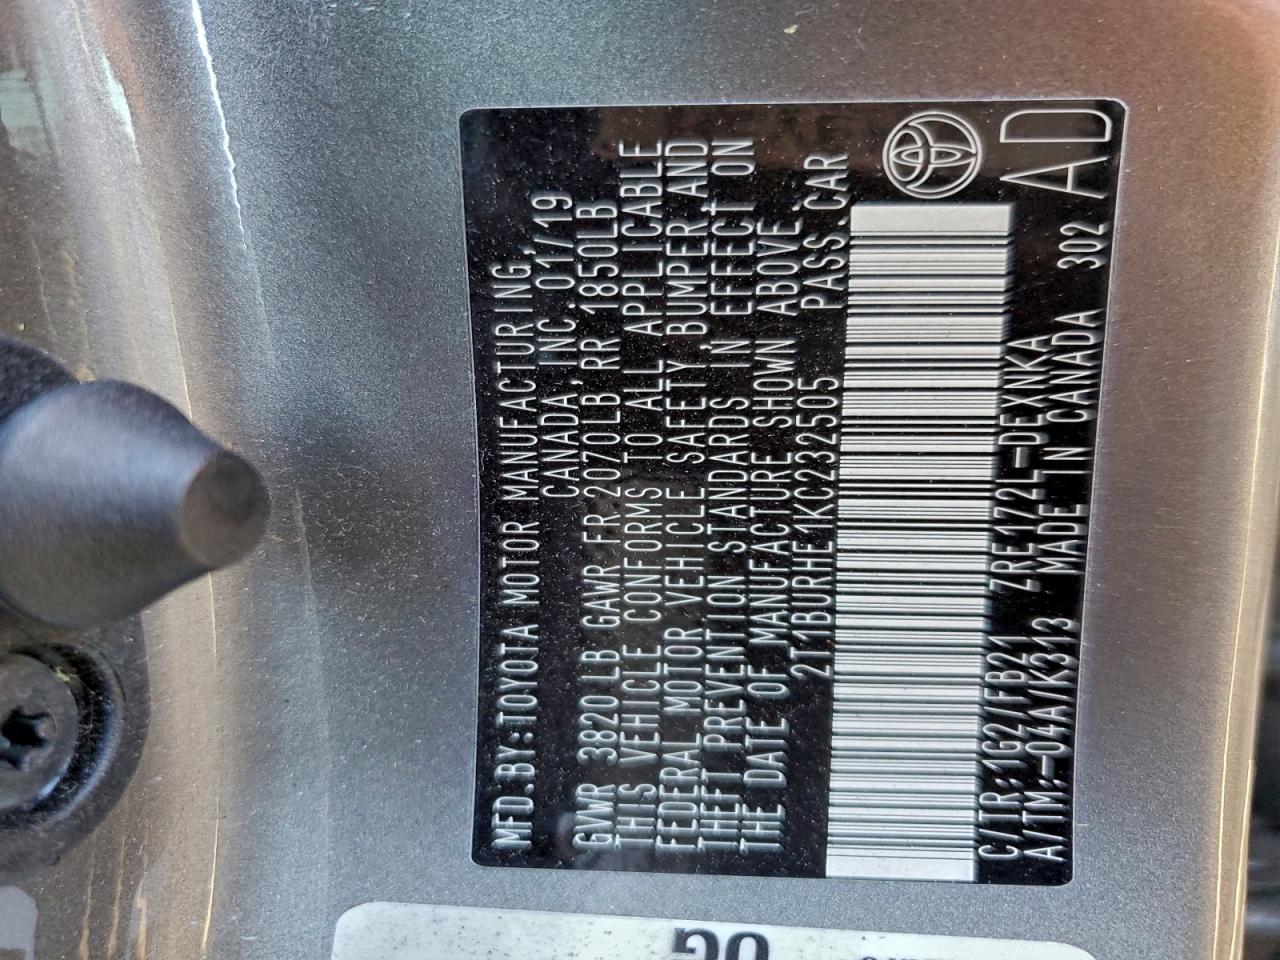 MFD.BY:TOYOTA MOTOR MANUFACTURING,
CANADA, INC. 01/19
GVWR 3820LB GAWR FR 2070LB, RR 1850LB
THIS VEHICLE CONFORMS TO ALL APPLICABLE
FEDERAL MOTOR VEHICLE SAFETY, BUMPER, AND
THEFT PREVENTION STANDARDS IN EFFECT ON
THE DATE OF MANUFACTURE SHOWN ABOVE.
2T1BURHE1KC232505 PASS.CAR
C/TR:1G2/FB21 ZRE172L-DEXNKA
A/TM:-04A/K313 MADE IN CANADA 302
AD